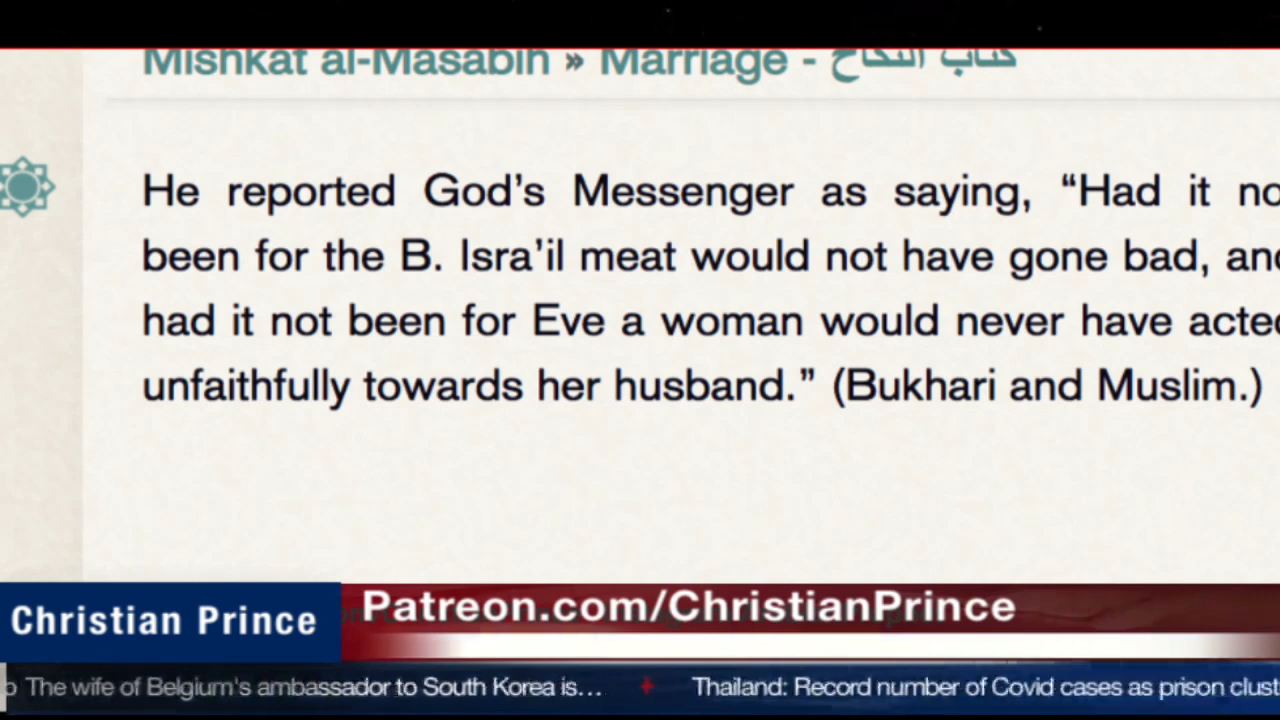 Mishkat al-Masabih » Marriage - كتاب النكاح
He reported God's Messenger as saying, “Had it
been for the B. Isra'il meat would not have gone bad,
had it not been for Eve a woman would never have
unfaithfully towards her husband.” (Bukhari and Muslim.)
Patreon.com/ChristianPrince
Christian Prince
The wife of Belgium's ambassador to South Korea is... Thailand: Record number of Covid cases as prison